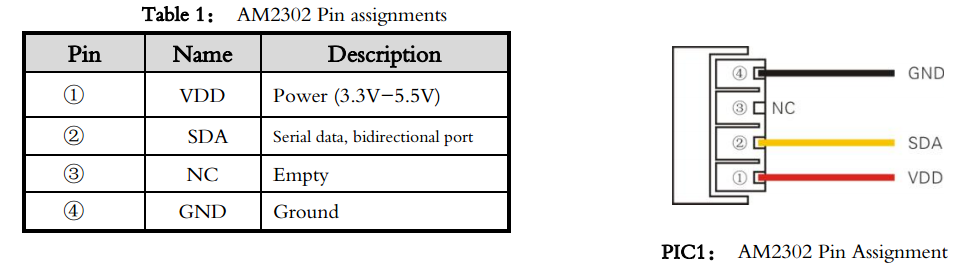 Table 1： AM2302 Pin assignments
Pin Name Description
① VDD Power (3.3V−5.5V)
② SDA Serial data, bidirectional port
③ NC Empty
④ GND Ground
④ GND
③ NC
② SDA
① VDD
PIC1： AM2302 Pin Assignment